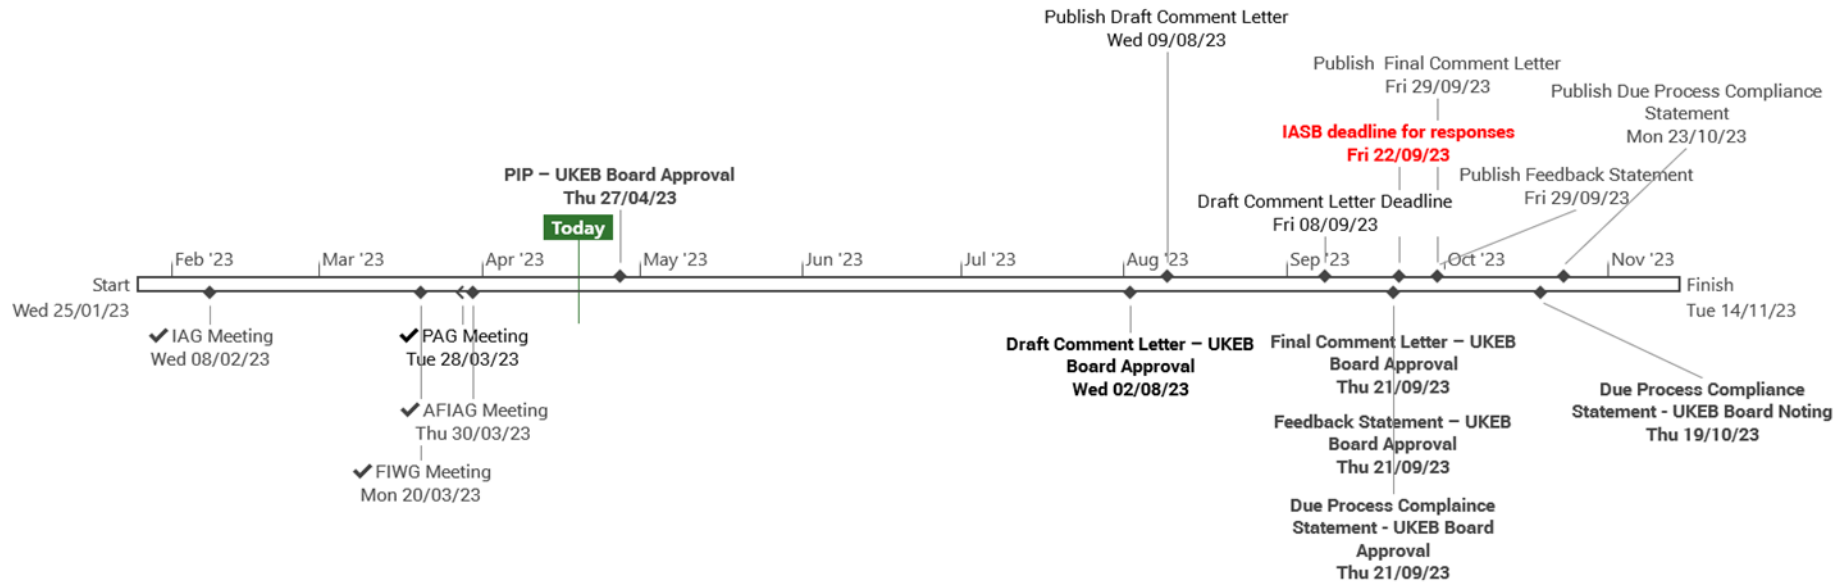 Publish Draft Comment Letter
Wed 09/08/23
Publish Final Comment Letter
Fri 29/09/23
Publish Due Process Compliance
Statement
Mon 23/10/23
IASB deadline for responses
Fri 22/09/23
PIP – UKEB Board Approval
Thu 27/04/23
Publish Feedback Statement
Fri 29/09/23
Draft Comment Letter Deadline
Fri 08/09/23
Today
Feb '23
Mar '23
Apr '23
May '23
Jun '23
Jul '23
Aug '23
Sep '23
Oct '23
Nov '23
Start
Wed 25/01/23
Finish
Tue 14/11/23
IAG Meeting
Wed 08/02/23
PAG Meeting
Tue 28/03/23
AFIAG Meeting
Thu 30/03/23
FIWG Meeting
Mon 20/03/23
Draft Comment Letter – UKEB
Board Approval
Wed 02/08/23
Final Comment Letter – UKEB
Board Approval
Thu 21/09/23
Feedback Statement – UKEB
Board Approval
Thu 21/09/23
Due Process Complaince
Statement - UKEB Board
Approval
Thu 21/09/23
Due Process Compliance
Statement - UKEB Board Noting
Thu 19/10/23